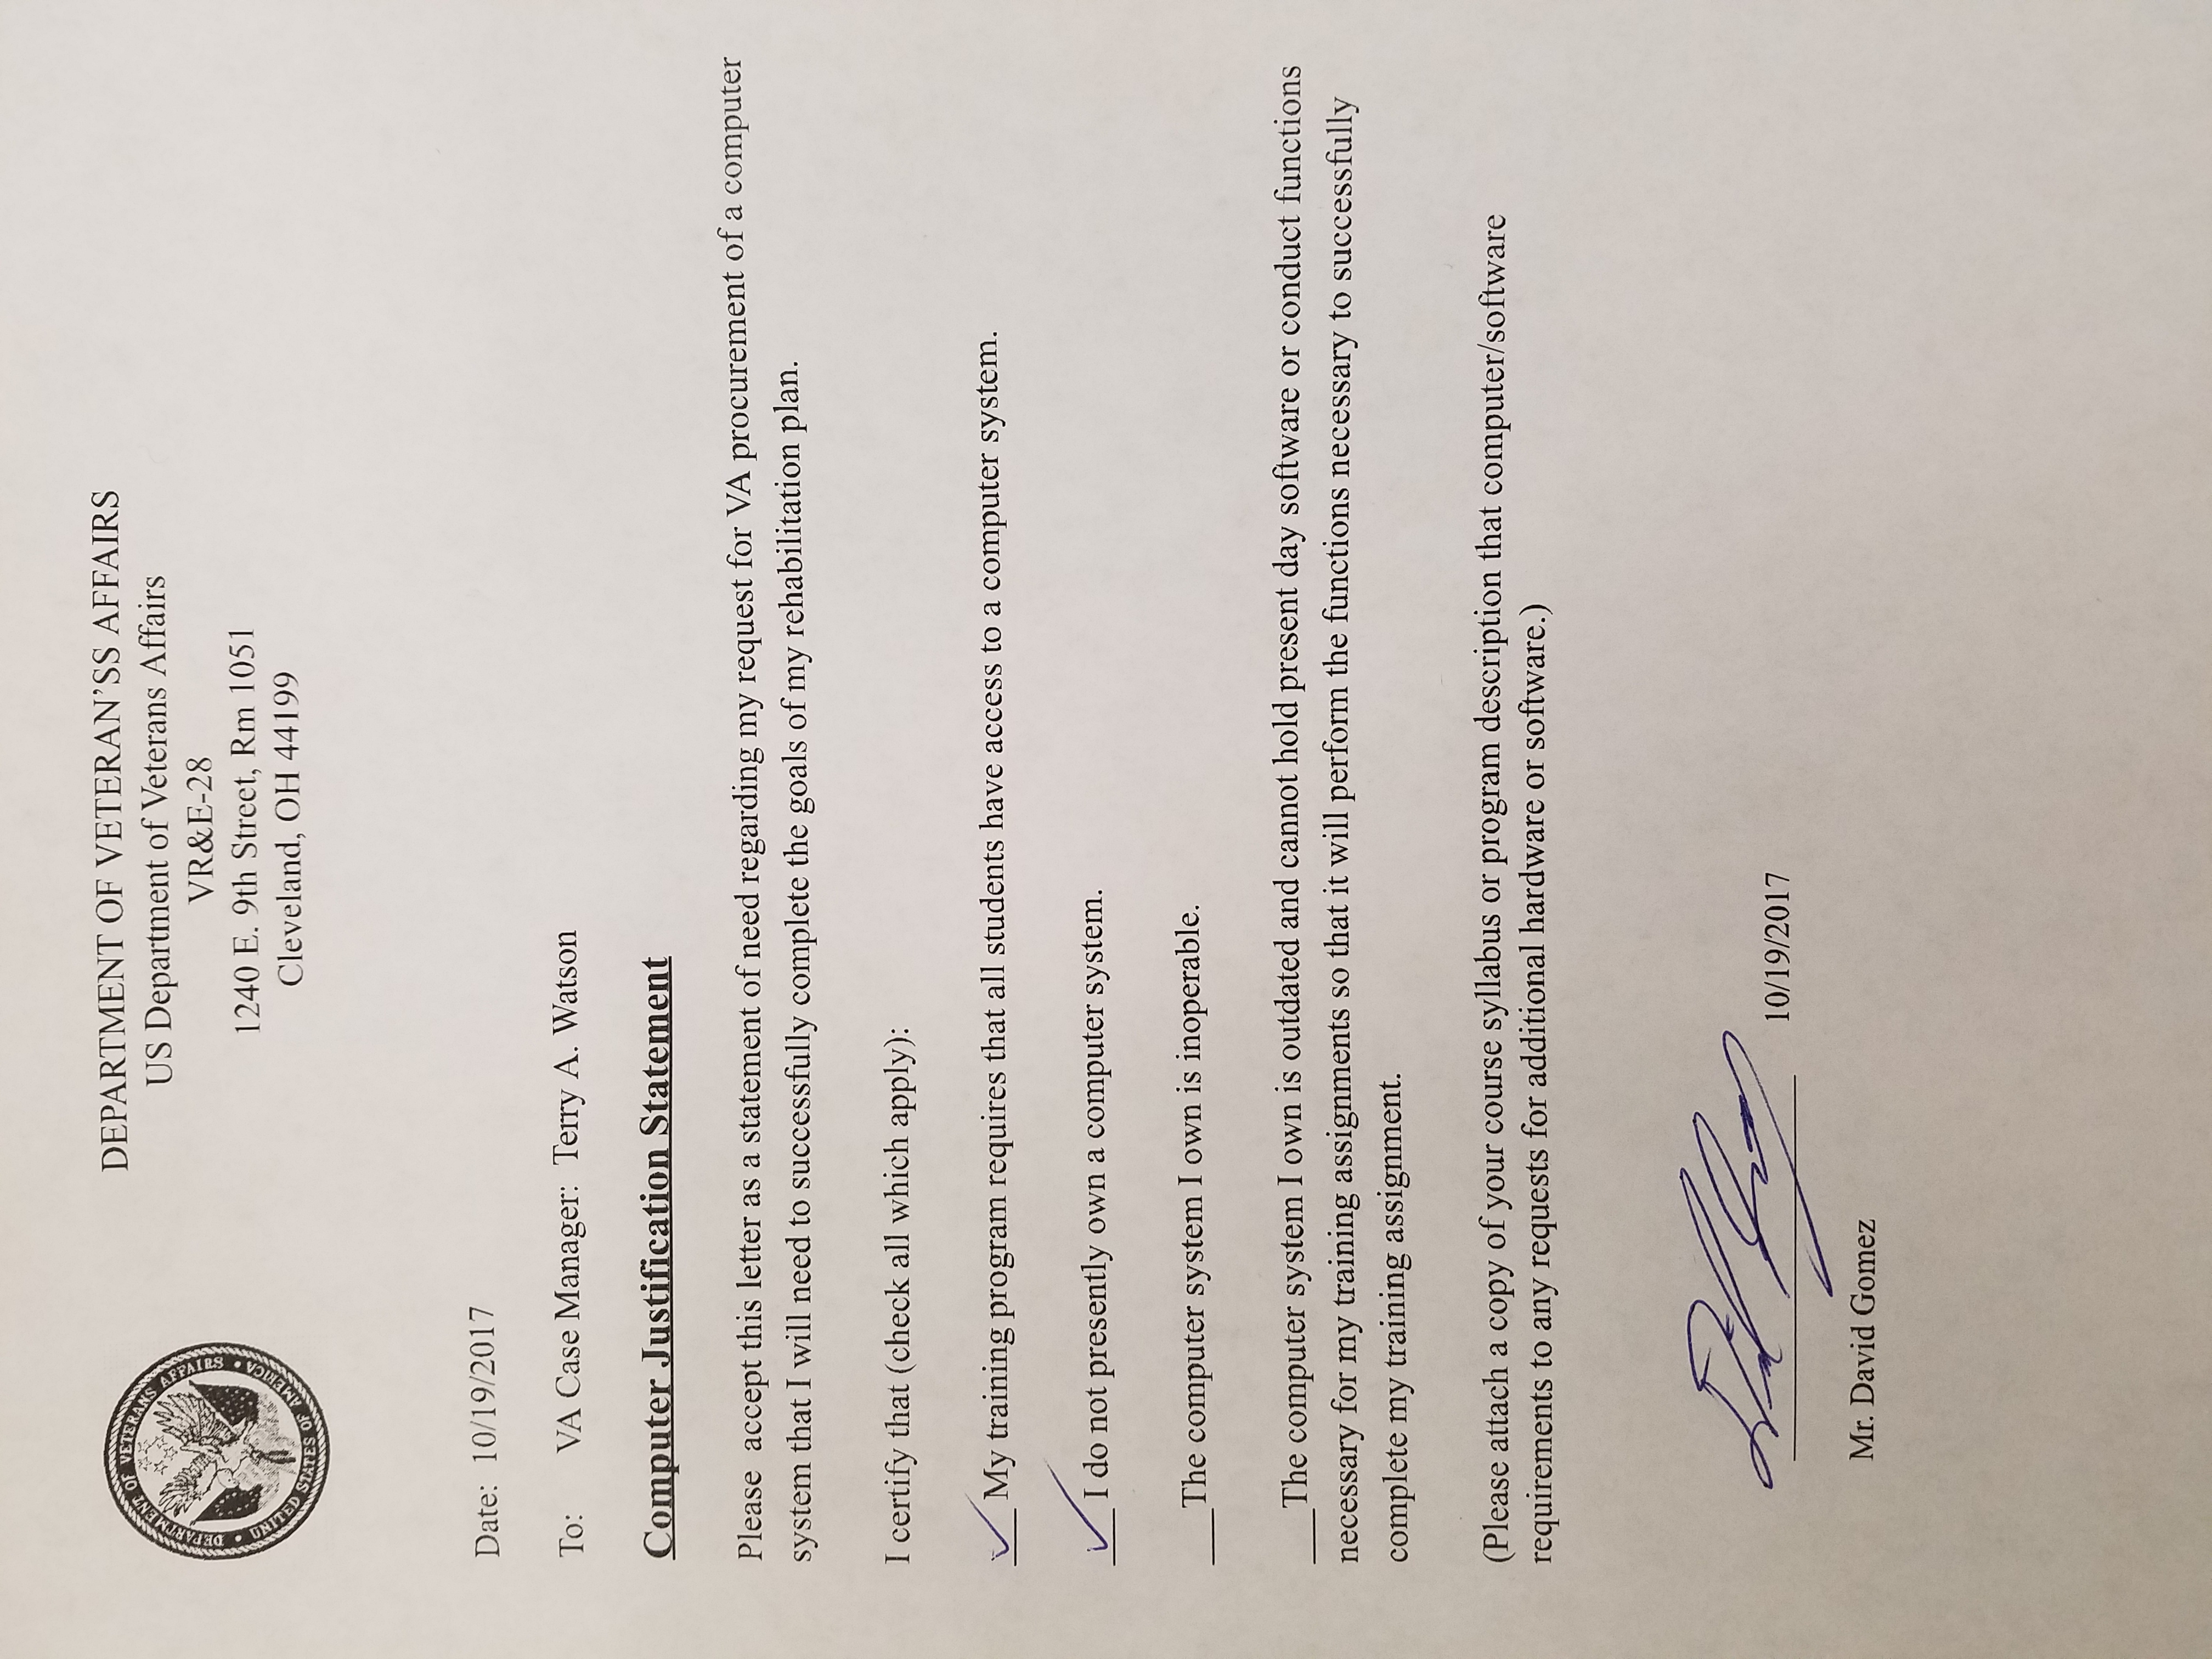 DEPARTMENT OF VETERAN'SS AFFAIRS
US Department of Veterans Affairs
VR&E-28
1240 E. 9th Street, Rm 1051
Cleveland, OH 44199
DEPARTMENT OF VETERANS AFFAIRS • UNITED STATES OF AMERICA •
Date: 10/19/2017
To: VA Case Manager: Terry A. Watson
Computer Justification Statement
Please accept this letter as a statement of need regarding my request for VA procurement of a computer
system that I will need to successfully complete the goals of my rehabilitation plan.
I certify that (check all which apply):
✓ My training program requires that all students have access to a computer system.
✓ I do not presently own a computer system.
___The computer system I own is inoperable.
___The computer system I own is outdated and cannot hold present day software or conduct functions
necessary for my training assignments so that it will perform the functions necessary to successfully
complete my training assignment.
(Please attach a copy of your course syllabus or program description that computer/software
requirements to any requests for additional hardware or software.)
10/19/2017
Mr. David Gomez